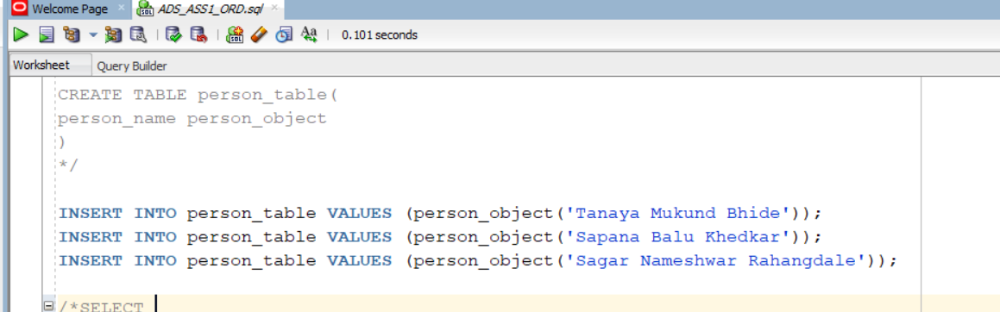 Welcome Page × ADS_ASS1_ORD.sql ×
0.101 seconds
Worksheet Query Builder
CREATE TABLE person_table(
person_name person_object
)
*/
INSERT INTO person_table VALUES (person_object('Tanaya Mukund Bhide'));
INSERT INTO person_table VALUES (person_object('Sapana Balu Khedkar'));
INSERT INTO person_table VALUES (person_object('Sagar Nameshwar Rahangdale'));
/*SELECT